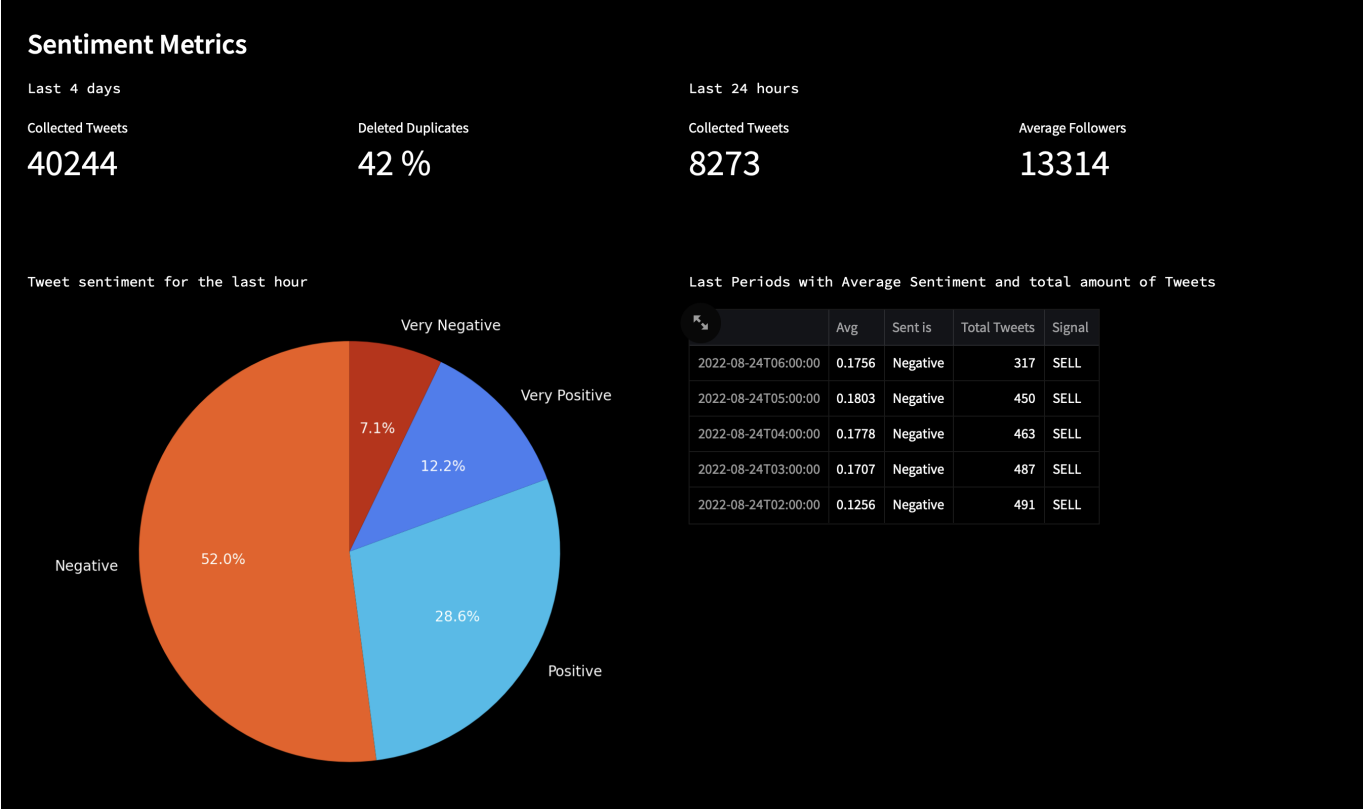 Sentiment Metrics
Last 4 days
Last 24 hours
Collected Tweets
Deleted Duplicates
Collected Tweets
Average Followers
40244
42 %
8273
13314
Tweet sentiment for the last hour
Very Negative
Very Positive
7.1%
12.2%
52.0%
Negative
28.6%
Positive
Last Periods with Average Sentiment and total amount of Tweets
Avg Sent is Total Tweets Signal
2022-08-24T06:00:00 0.1756 Negative 317 SELL
2022-08-24T05:00:00 0.1803 Negative 450 SELL
2022-08-24T04:00:00 0.1778 Negative 463 SELL
2022-08-24T03:00:00 0.1707 Negative 487 SELL
2022-08-24T02:00:00 0.1256 Negative 491 SELL